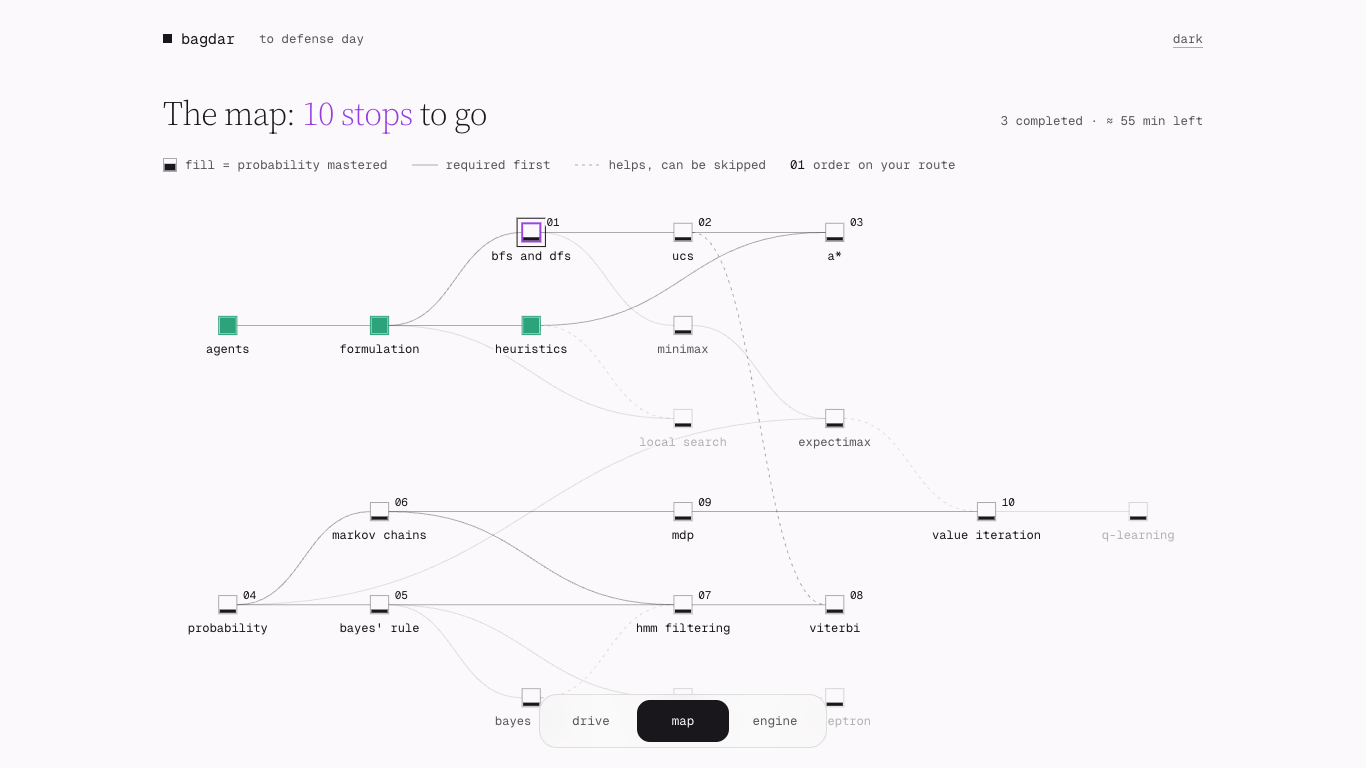 bagdar to defense day dark
The map: 10 stops to go
3 completed · ≈ 55 min left
fill = probability mastered required first helps, can be skipped 01 order on your route
01 02 03
bfs and dfs ucs a*
agents formulation heuristics minimax
local search expectimax
06 09 10
markov chains mdp value iteration q-learning
04 05 07 08
probability bayes' rule hmm filtering viterbi
bayes eptron
drive map engine